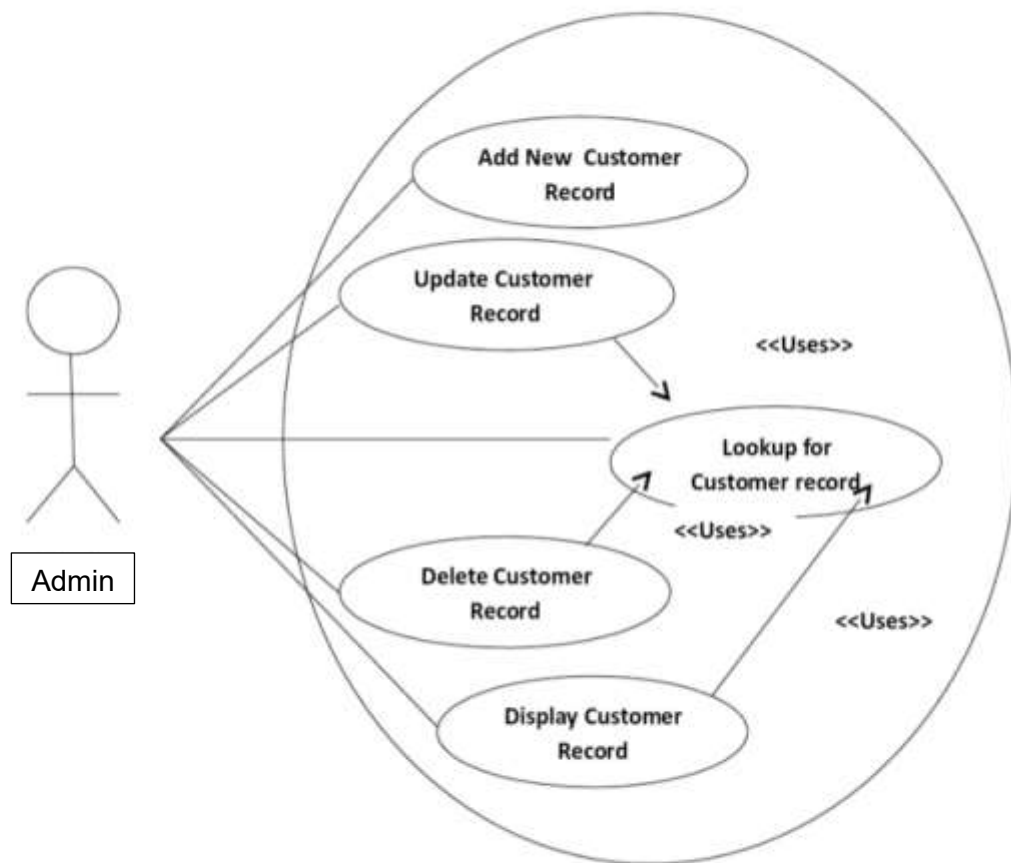 Add New Customer
Record
Update Customer
Record
<<Uses>>
Lookup for
Customer record
<<Uses>>
Admin
Delete Customer
Record
<<Uses>>
Display Customer
Record